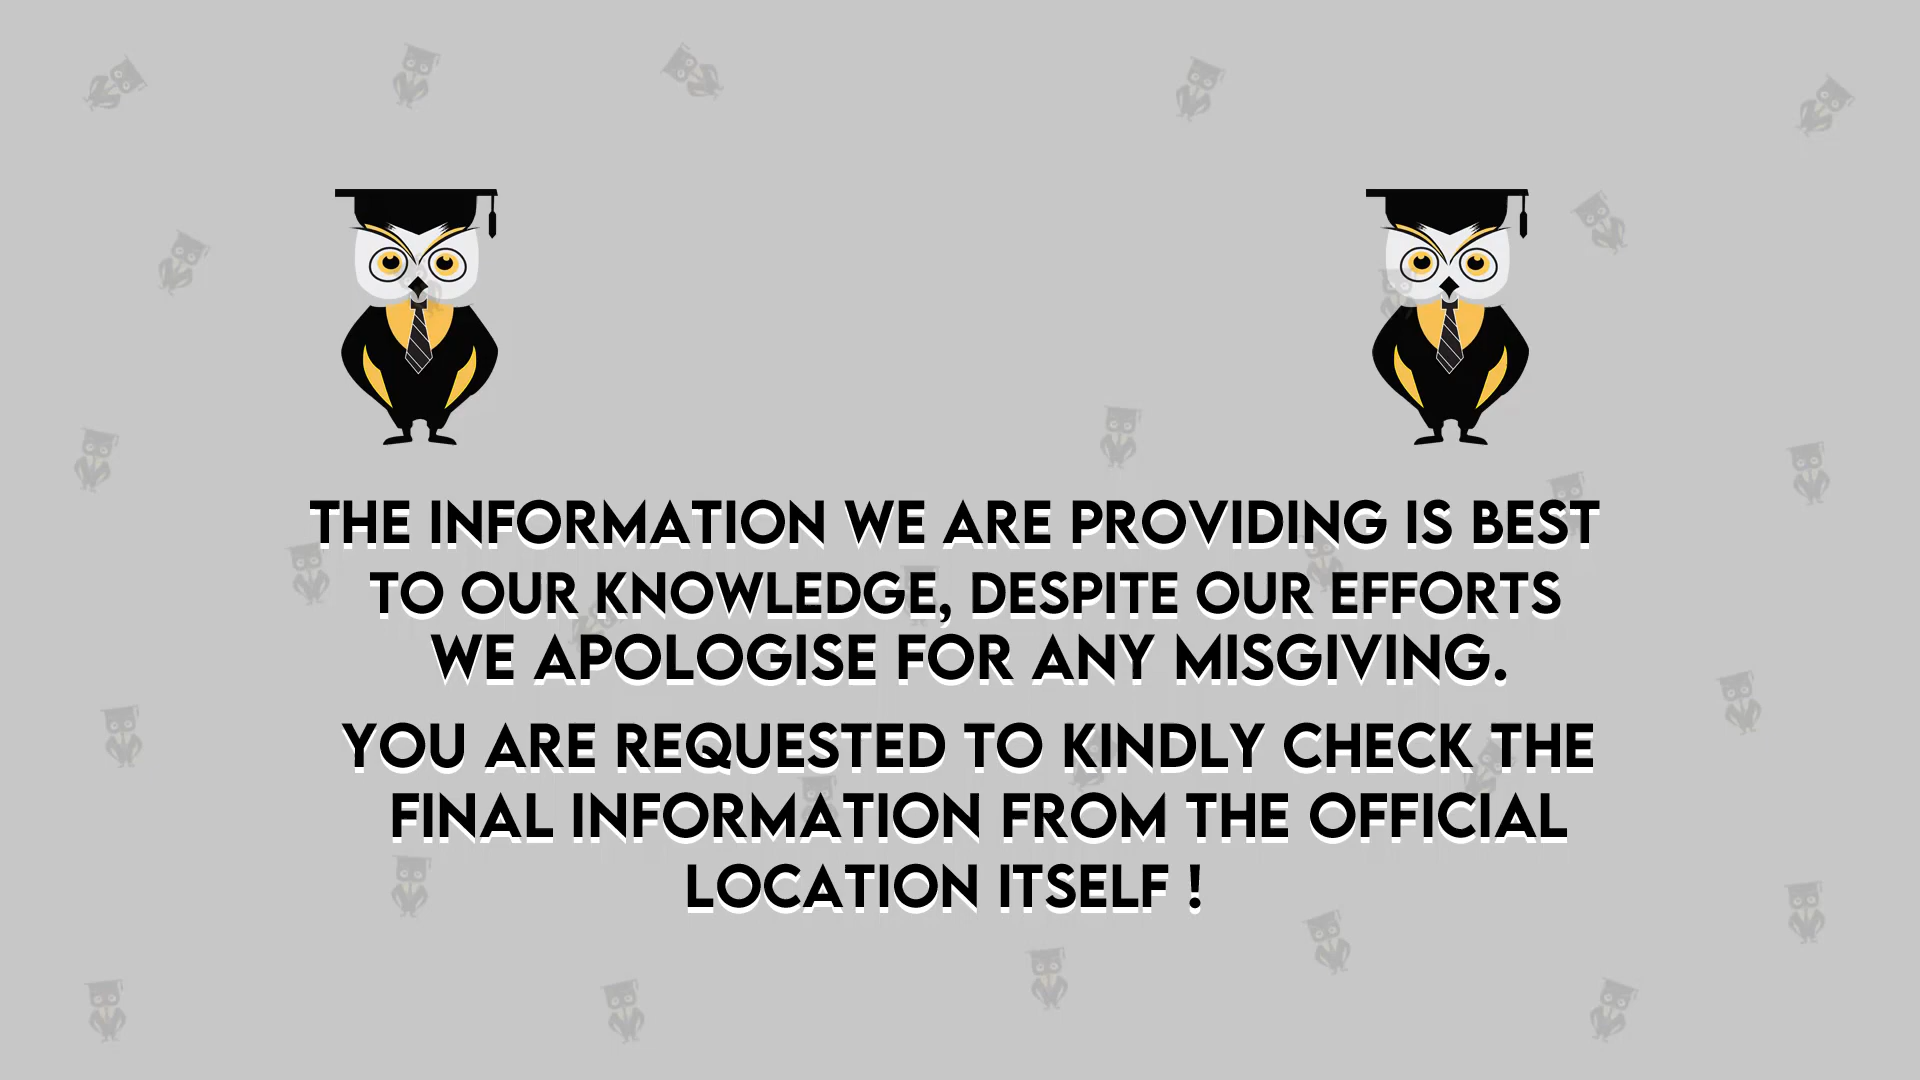 THE INFORMATION WE ARE PROVIDING IS BEST
TO OUR KNOWLEDGE, DESPITE OUR EFFORTS
WE APOLOGISE FOR ANY MISGIVING.
YOU ARE REQUESTED TO KINDLY CHECK THE
FINAL INFORMATION FROM THE OFFICIAL
LOCATION ITSELF !